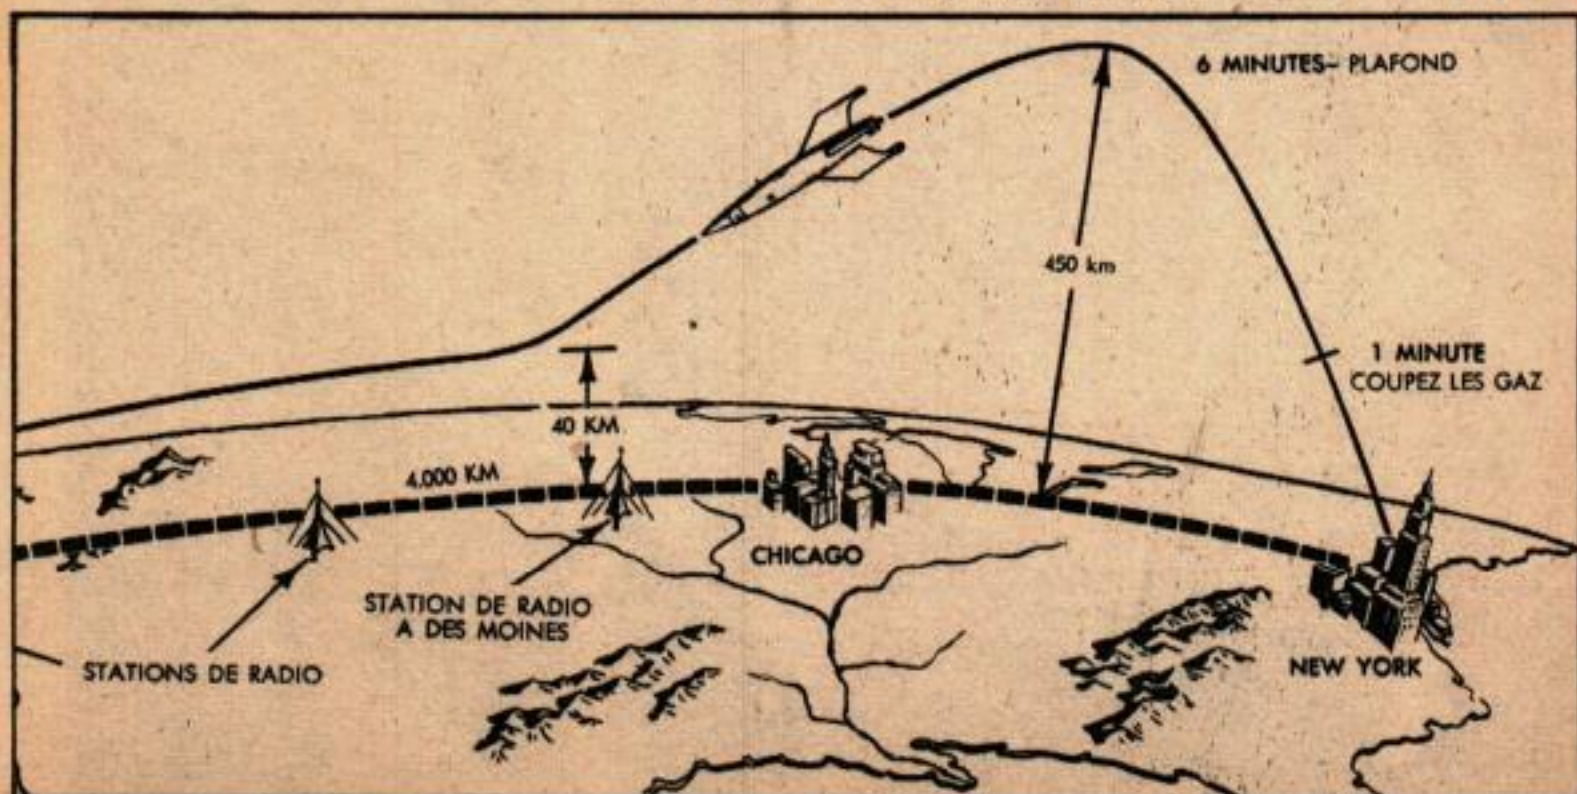 6 MINUTES– PLAFOND
450 km
1 MINUTE
COUPEZ LES GAZ
40 KM
4.000 KM
CHICAGO
STATION DE RADIO
A DES MOINES
STATIONS DE RADIO
NEW YORK